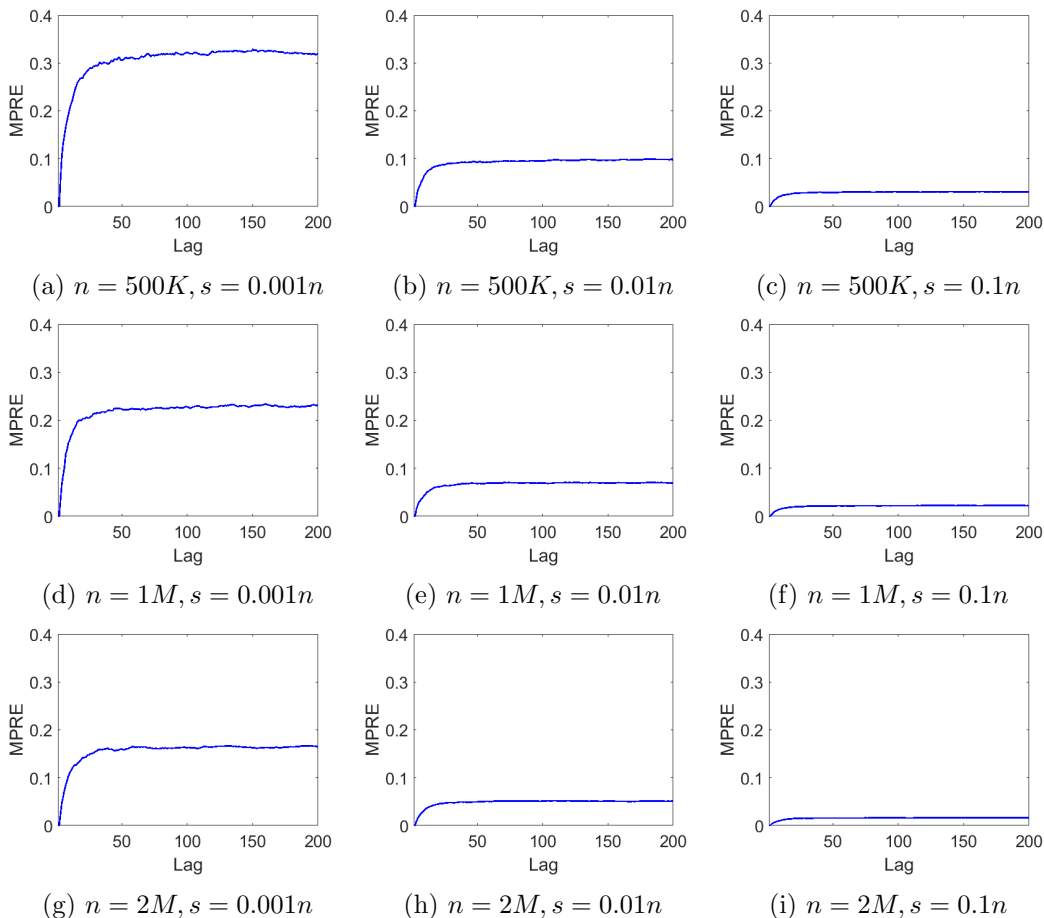 0.4 0.4 0.4
0.3 0.3 0.3
MPRE MPRE MPRE
0.2 0.2 0.2
0.1 0.1 0.1
0 0 0
50 100 150 200 50 100 150 200 50 100 150 200
Lag Lag Lag
(a) n = 500K, s = 0.001n (b) n = 500K, s = 0.01n (c) n = 500K, s = 0.1n
0.4 0.4 0.4
0.3 0.3 0.3
MPRE MPRE MPRE
0.2 0.2 0.2
0.1 0.1 0.1
0 0 0
50 100 150 200 50 100 150 200 50 100 150 200
Lag Lag Lag
(d) n = 1M, s = 0.001n (e) n = 1M, s = 0.01n (f) n = 1M, s = 0.1n
0.4 0.4 0.4
0.3 0.3 0.3
MPRE MPRE MPRE
0.2 0.2 0.2
0.1 0.1 0.1
0 0 0
50 100 150 200 50 100 150 200 50 100 150 200
Lag Lag Lag
(g) n = 2M, s = 0.001n (h) n = 2M, s = 0.01n (i) n = 2M, s = 0.1n